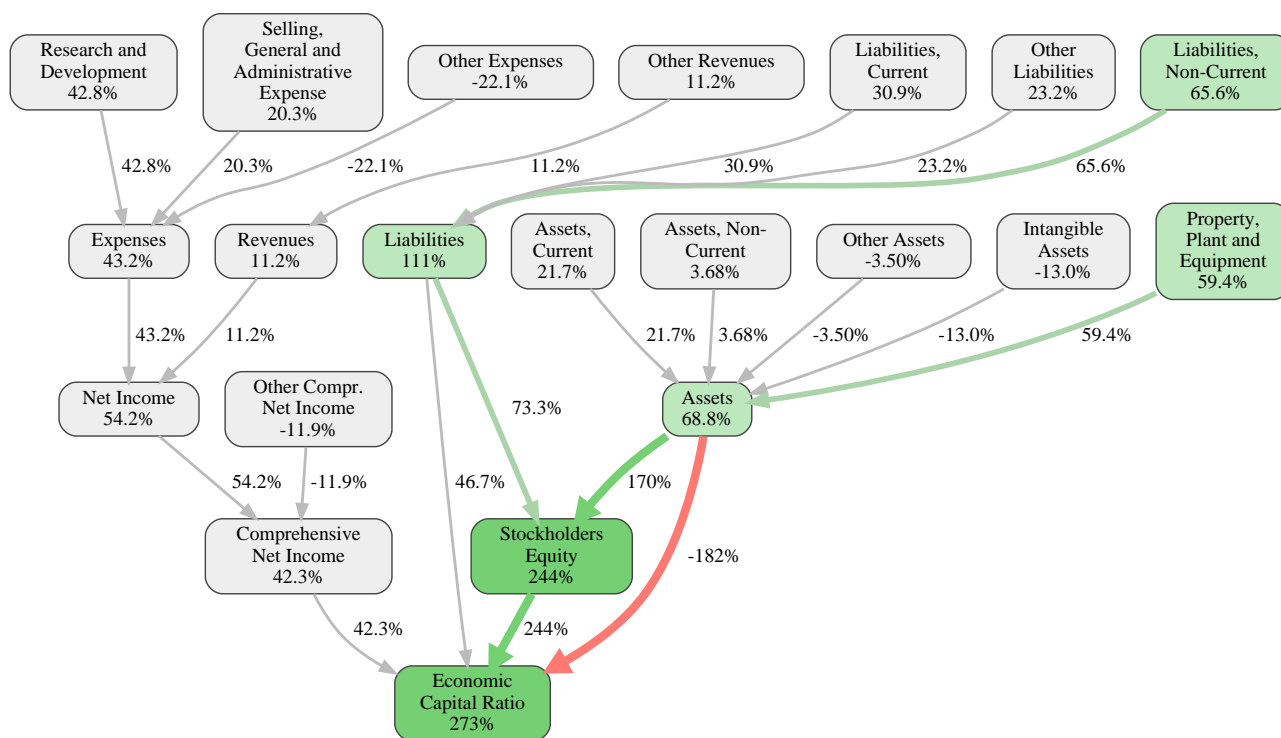 Research and
Development
42.8%
Selling,
General and
Administrative
Expense
20.3%
Other Expenses
-22.1%
Other Revenues
11.2%
Liabilities,
Current
30.9%
Other
Liabilities
23.2%
Liabilities,
Non-Current
65.6%
42.8%
20.3%
-22.1%
11.2%
30.9%
23.2%
65.6%
Expenses
43.2%
Revenues
11.2%
Liabilities
111%
Assets,
Current
21.7%
Assets, Non-
Current
3.68%
Other Assets
-3.50%
Intangible
Assets
-13.0%
Property,
Plant and
Equipment
59.4%
43.2%
11.2%
21.7%
3.68%
-3.50%
-13.0%
59.4%
Net Income
54.2%
Other Compr.
Net Income
-11.9%
Assets
68.8%
73.3%
54.2%
-11.9%
46.7%
170%
Comprehensive
Net Income
42.3%
Stockholders
Equity
244%
-182%
42.3%
244%
Economic
Capital Ratio
273%